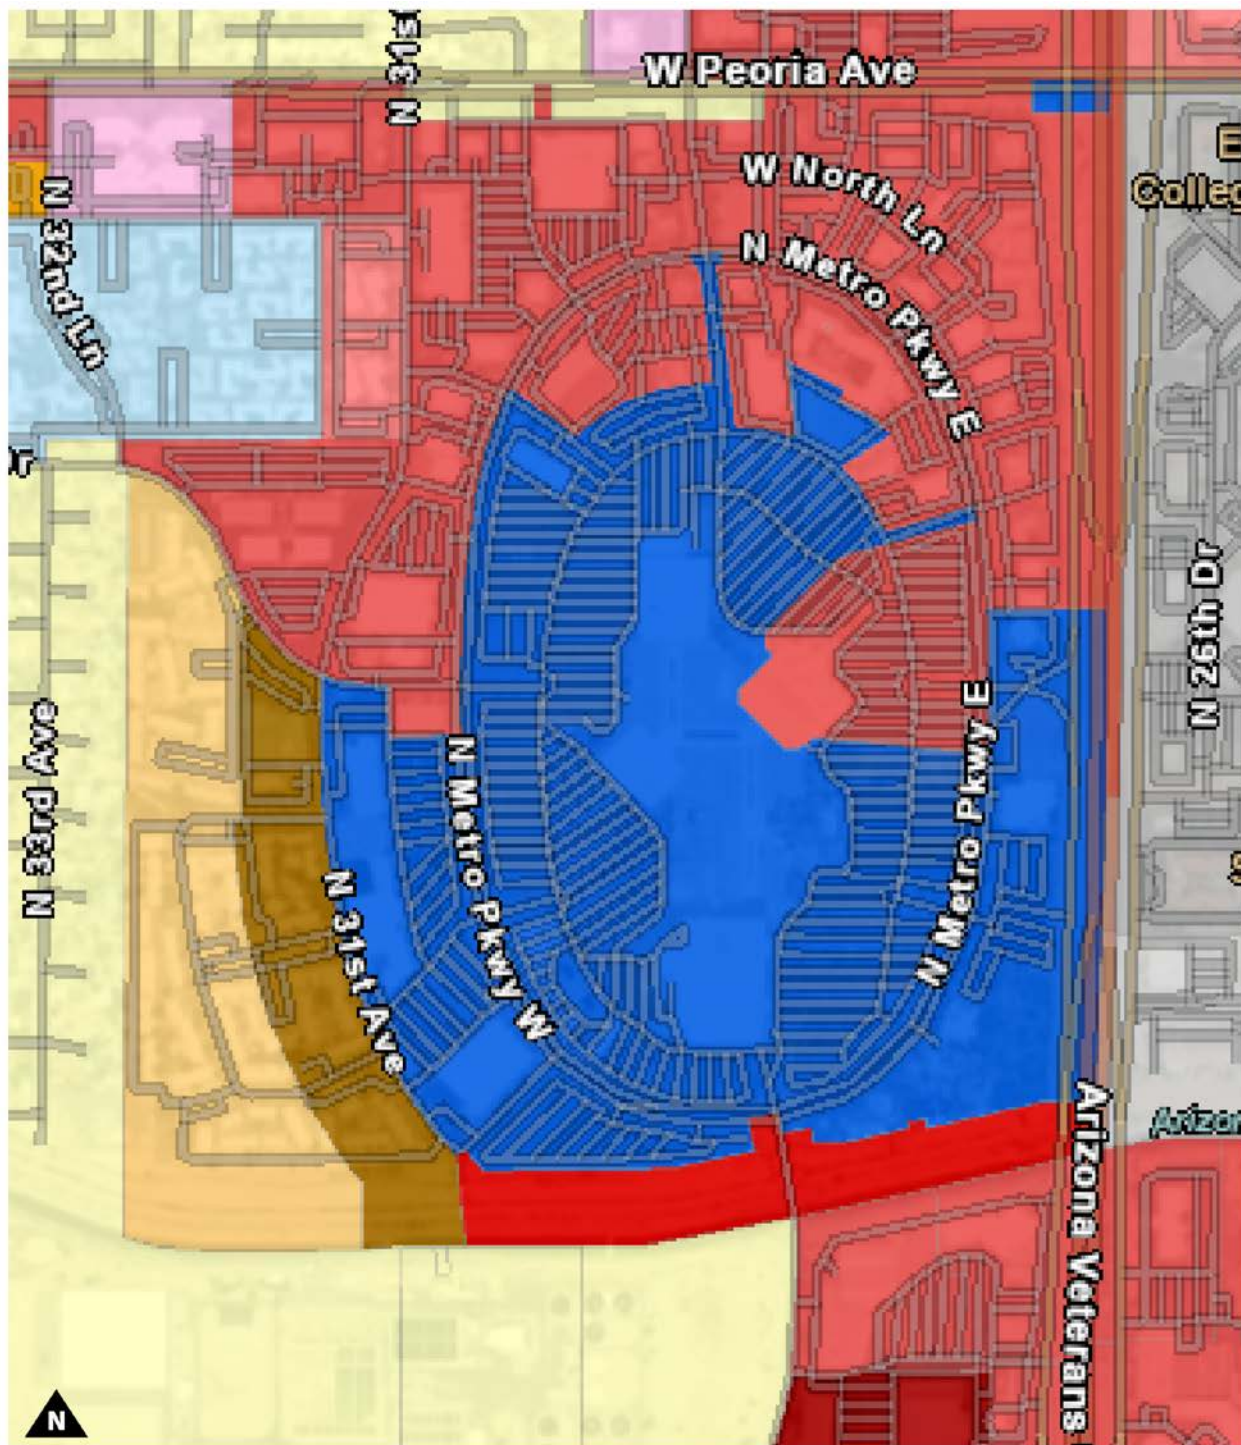 N 31st
W Peoria Ave
W North Ln
N Metro Pkwy E
N 32nd Ln
N 26th Dr
N 33rd Ave
N Metro Pkwy W
N Metro Pkwy E
N 31st Ave
Arizona Veterans
N